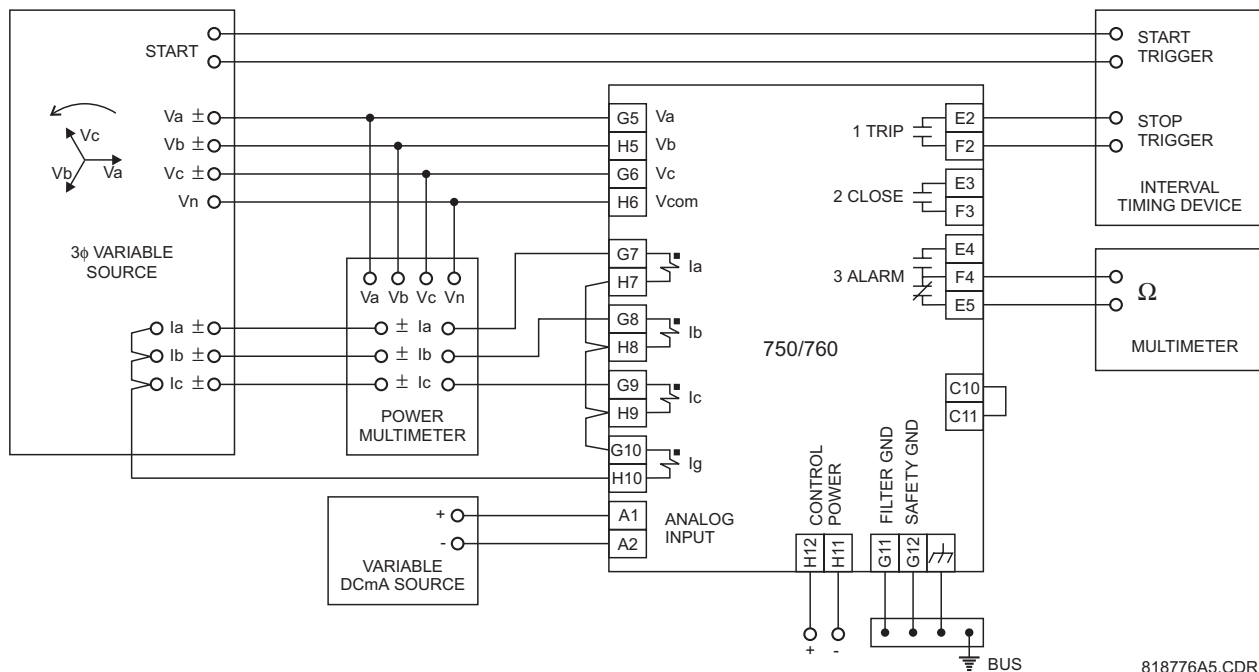 START
START
TRIGGER
Va ±
Vb ±
Vc ±
Vn
Vc
Vb
Va
3ϕ VARIABLE
SOURCE
Ia ±
Ib ±
Ic ±
Va Vb Vc Vn
± Ia
± Ib
± Ic
POWER
MULTIMETER
+
-
VARIABLE
DCmA SOURCE
G5 Va
H5 Vb
G6 Vc
H6 Vcom
G7
H7
Ia
G8
H8
Ib
G9
H9
Ic
G10
H10
Ig
A1
A2
ANALOG
INPUT
750/760
1 TRIP
E2
F2
2 CLOSE
E3
F3
3 ALARM
E4
F4
E5
C10
C11
CONTROL
POWER
FILTER GND
SAFETY GND
H12
H11
G11
G12
+ -
BUS
STOP
TRIGGER
INTERVAL
TIMING DEVICE
Ω
MULTIMETER
818776A5.CDR